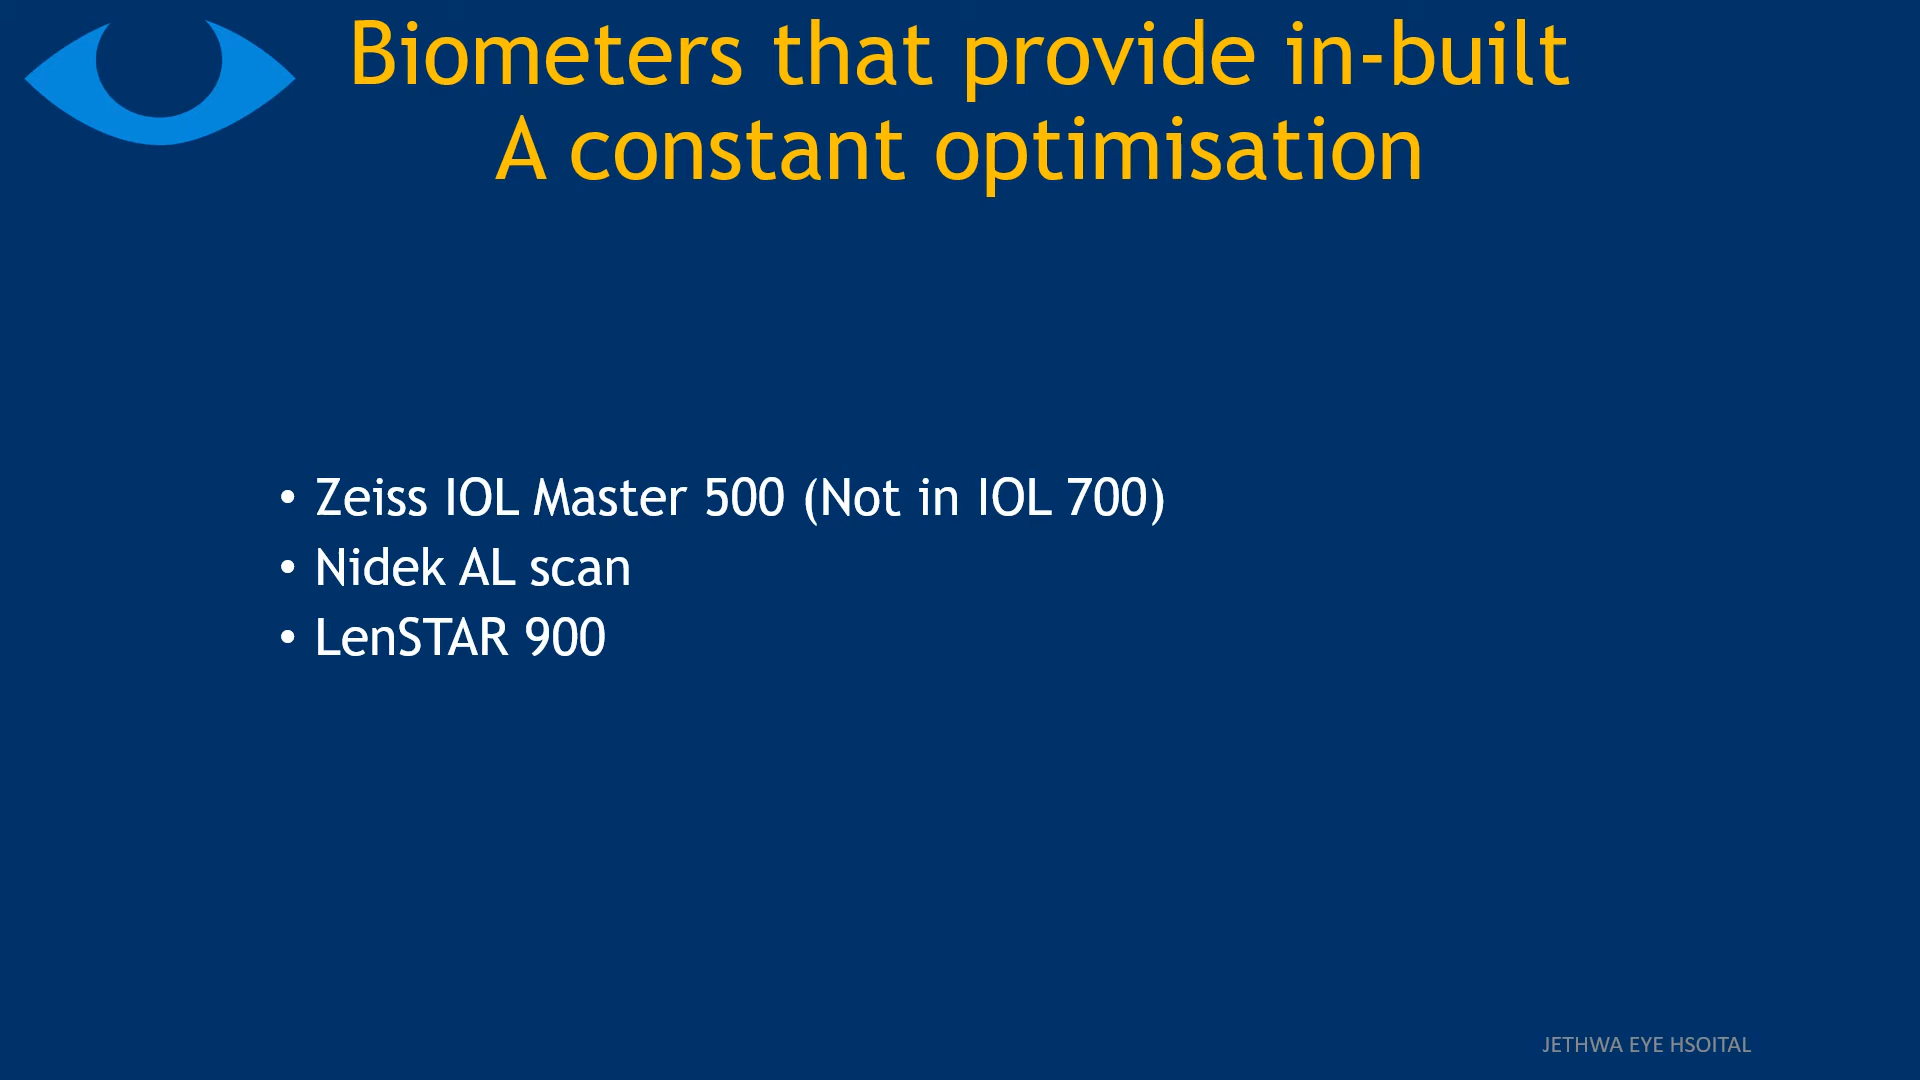 Biometers that provide in-built
A constant optimisation
• Zeiss IOL Master 500 (Not in IOL 700)
• Nidek AL scan
• LenSTAR 900
JETHWA EYE HSOITAL